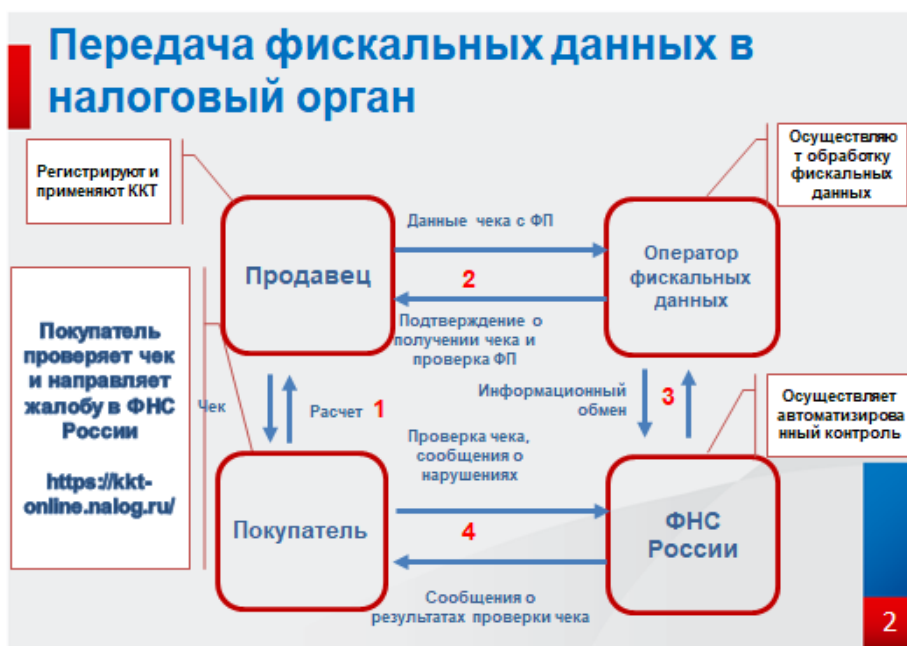 Передача фискальных данных в
налоговый орган
Регистрируют и
применяют ККТ
Осуществляю
т обработку
фискальных
данных
Продавец
Данные чека с ФП
2
Подтверждение о
получении чека и
проверка ФП
Оператор
фискальных
данных
Покупатель
проверяет чек
и направляет
жалобу в ФНС
России
https://kkt-
online.nalog.ru/
Чек
Расчет 1
Информационный
обмен
3
Осуществляет
автоматизирова
нный контроль
Покупатель
Проверка чека,
сообщения о
нарушениях
4
Сообщения о
результатах проверки чека
ФНС
России
2